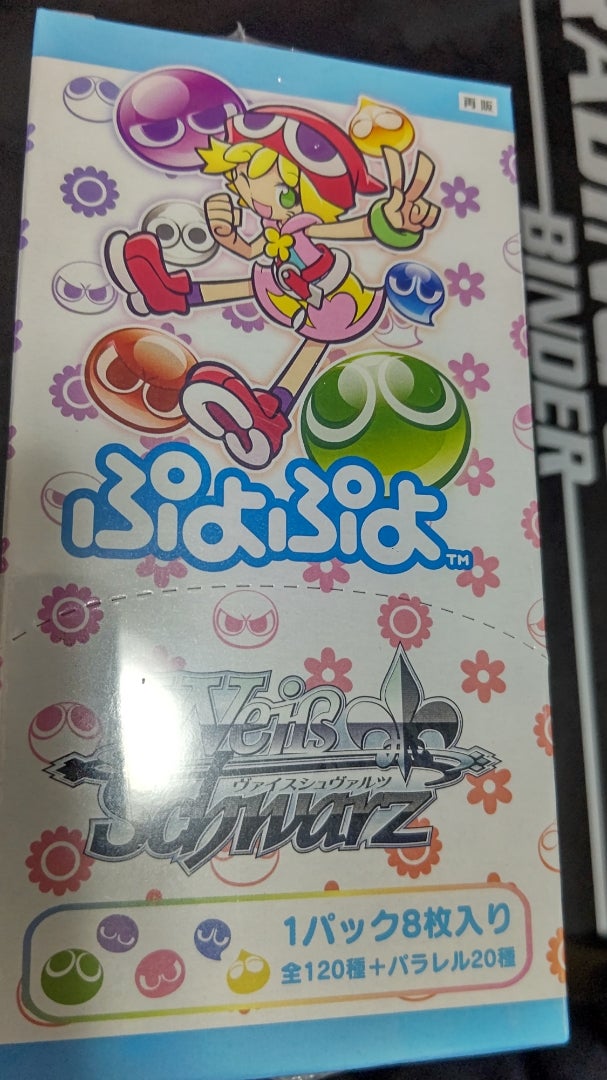 再販
ぷよぷよ™
Weiß
ヴァイスシュヴァルツ
Schwarz
1パック8枚入り
全120種+パラレル20種
BINDER